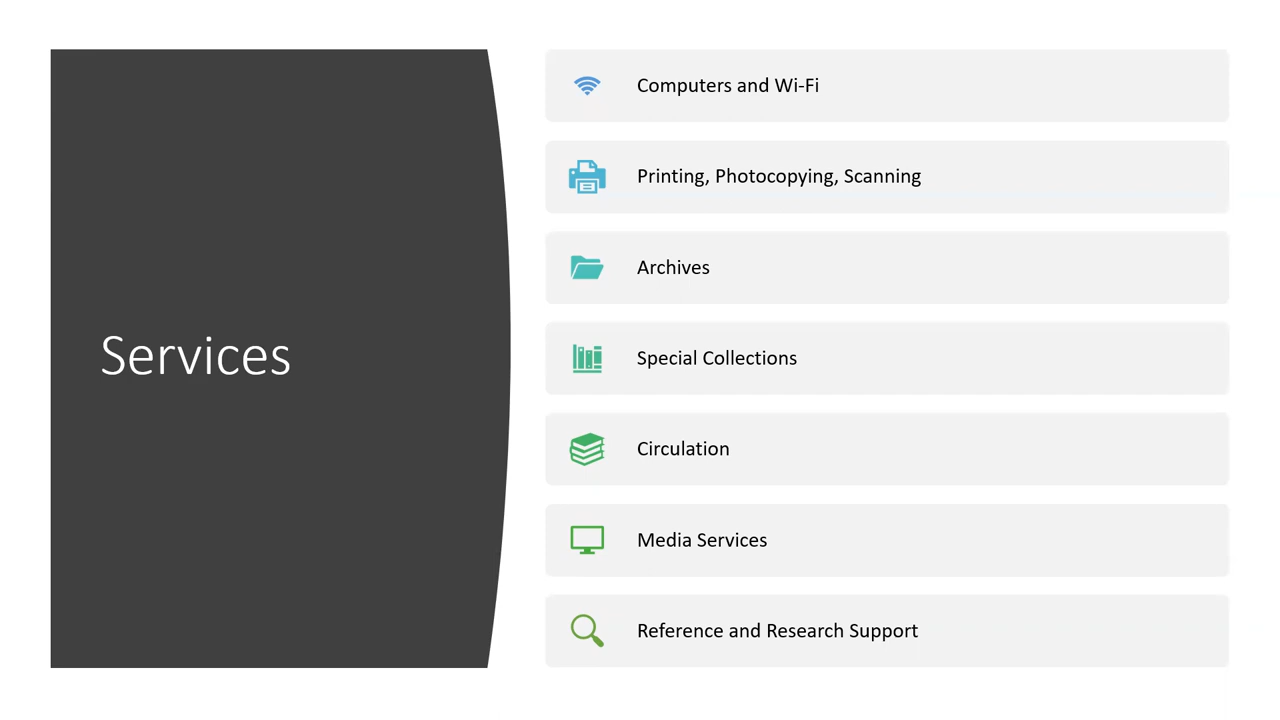 Services
Computers and Wi-Fi
Printing, Photocopying, Scanning
Archives
Special Collections
Circulation
Media Services
Reference and Research Support